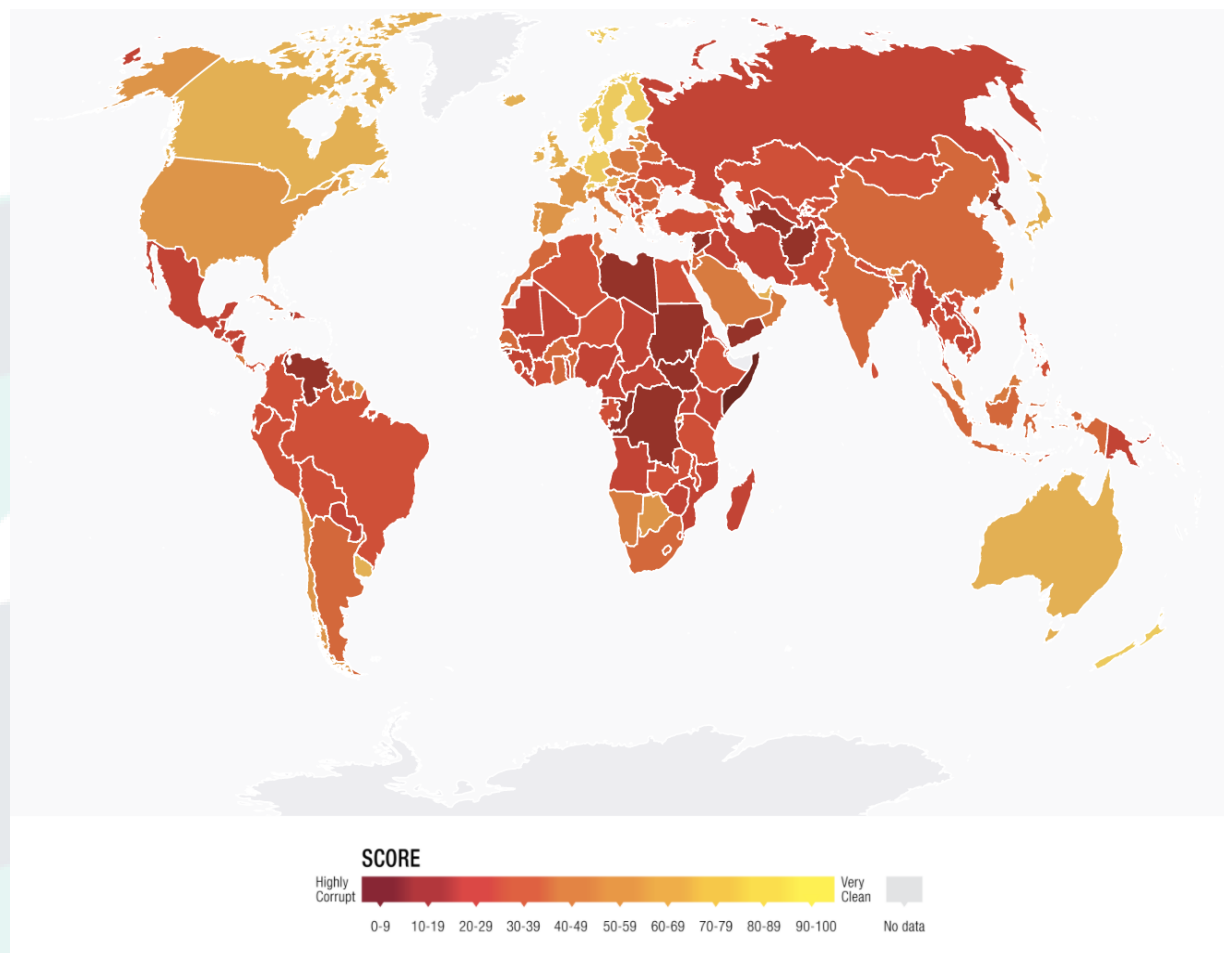 SCORE
Highly
Corrupt
Very
Clean
0-9 10-19 20-29 30-39 40-49 50-59 60-69 70-79 80-89 90-100 No data